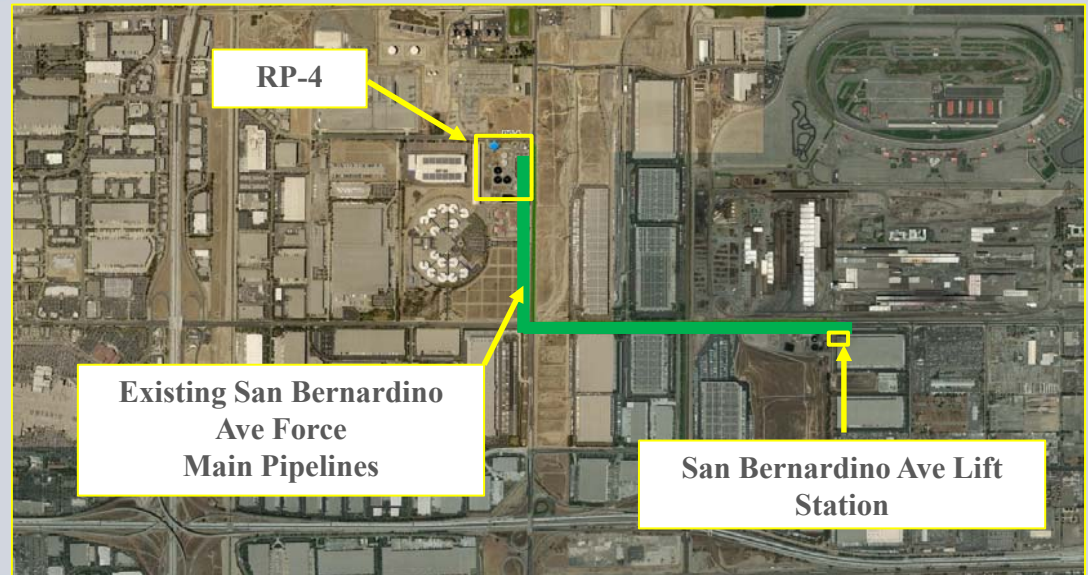 RP-4
Existing San Bernardino
Ave Force
Main Pipelines
San Bernardino Ave Lift
Station